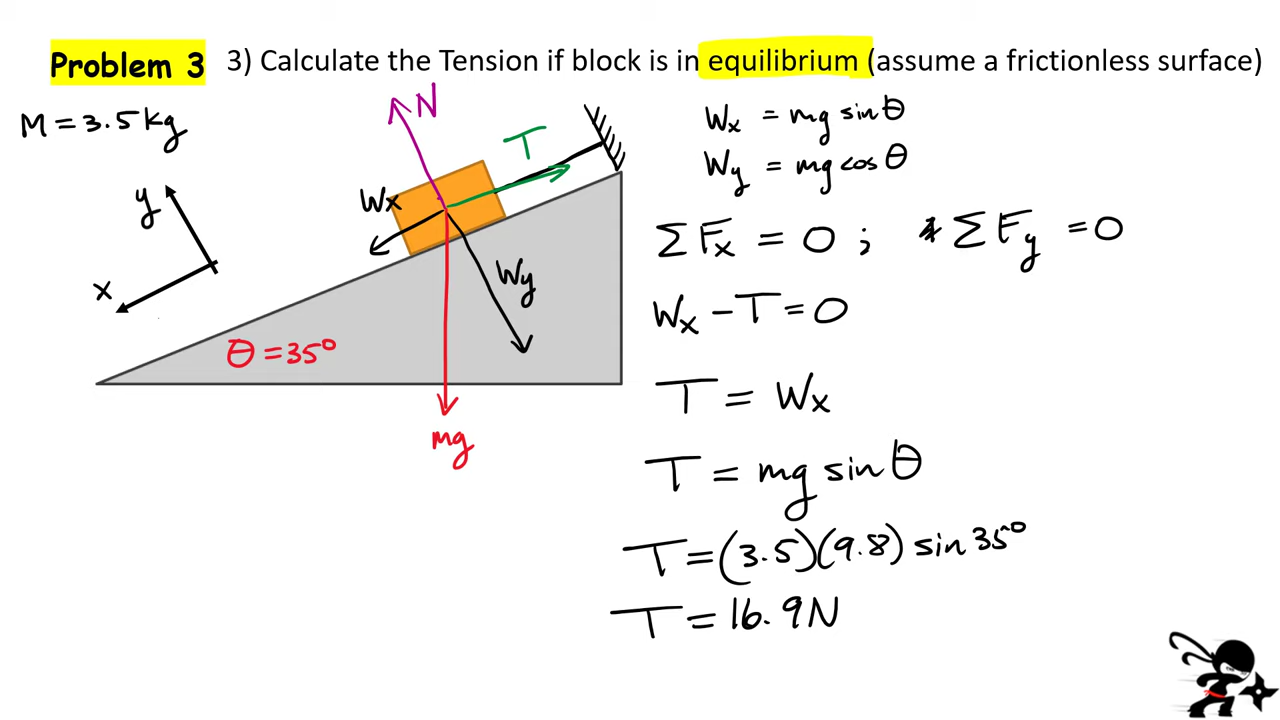 Problem 3 3) Calculate the Tension if block is in equilibrium (assume a frictionless surface)
M = 3.5 kg
N
T
Wx
Wy
y
x
θ = 35°
mg
Wx = mg sin θ
Wy = mg cos θ
ΣFx = 0 ; ΣFy = 0
Wx - T = 0
T = Wx
T = mg sin θ
T = (3.5)(9.8) sin 35°
T = 16.9 N